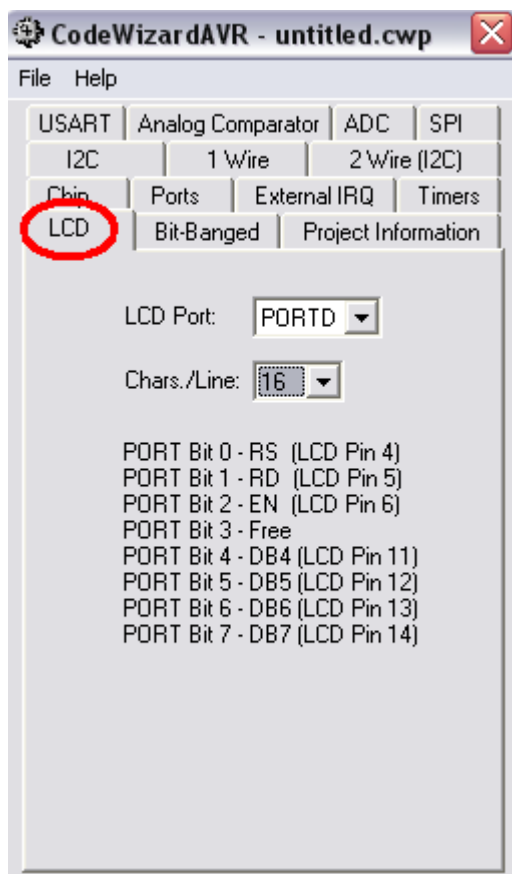 CodeWizardAVR - untitled.cwp
File Help
USART Analog Comparator ADC SPI
I2C 1 Wire 2 Wire (I2C)
Chip Ports External IRQ Timers
LCD Bit-Banged Project Information
LCD Port: PORTD
Chars./Line: 16
PORT Bit 0 - RS (LCD Pin 4)
PORT Bit 1 - RD (LCD Pin 5)
PORT Bit 2 - EN (LCD Pin 6)
PORT Bit 3 - Free
PORT Bit 4 - DB4 (LCD Pin 11)
PORT Bit 5 - DB5 (LCD Pin 12)
PORT Bit 6 - DB6 (LCD Pin 13)
PORT Bit 7 - DB7 (LCD Pin 14)